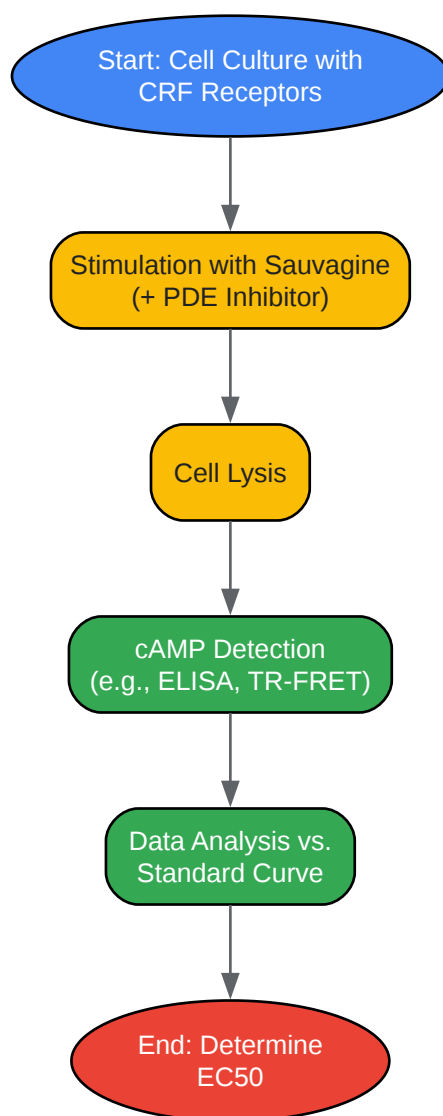 Start: Cell Culture with
CRF Receptors
Stimulation with Sauvagine
(+ PDE Inhibitor)
Cell Lysis
cAMP Detection
(e.g., ELISA, TR-FRET)
Data Analysis vs.
Standard Curve
End: Determine
EC50